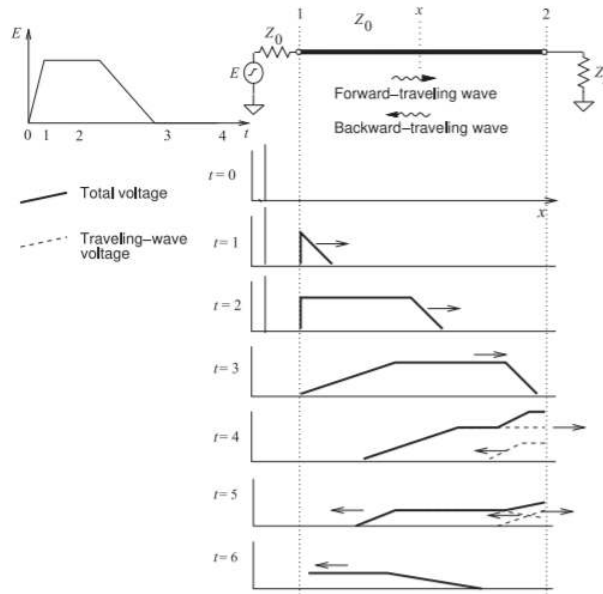 1
x
2
E
Z0
Z0
E
Z
Forward–traveling wave
Backward–traveling wave
0 1 2 3 4 t
t = 0
x
Total voltage
Traveling–wave
voltage
t = 1
t = 2
t = 3
t = 4
t = 5
t = 6